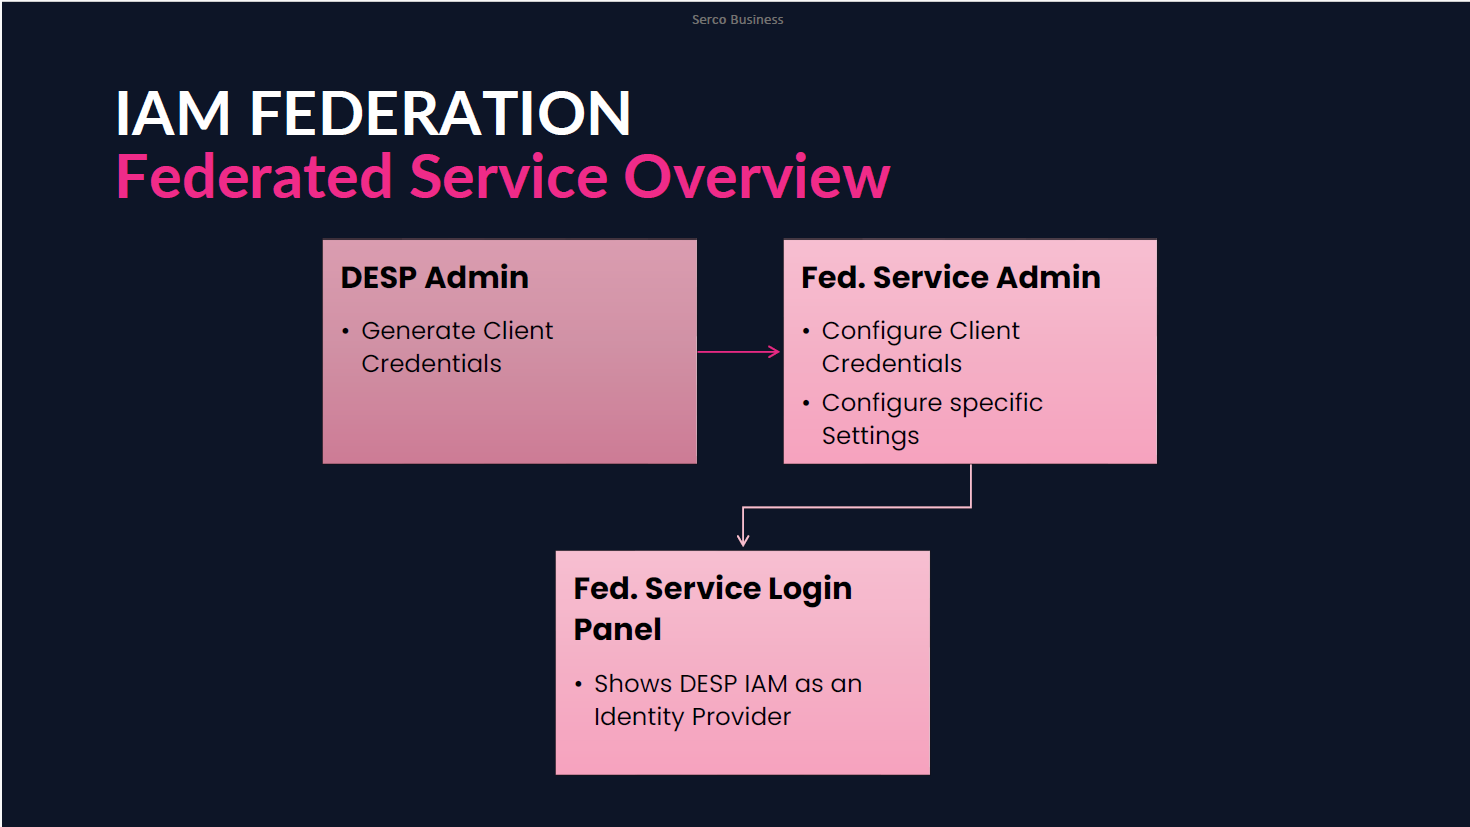 Serco Business
IAM FEDERATION
Federated Service Overview
DESP Admin
• Generate Client
Credentials
Fed. Service Admin
• Configure Client
Credentials
• Configure specific
Settings
Fed. Service Login
Panel
• Shows DESP IAM as an
Identity Provider